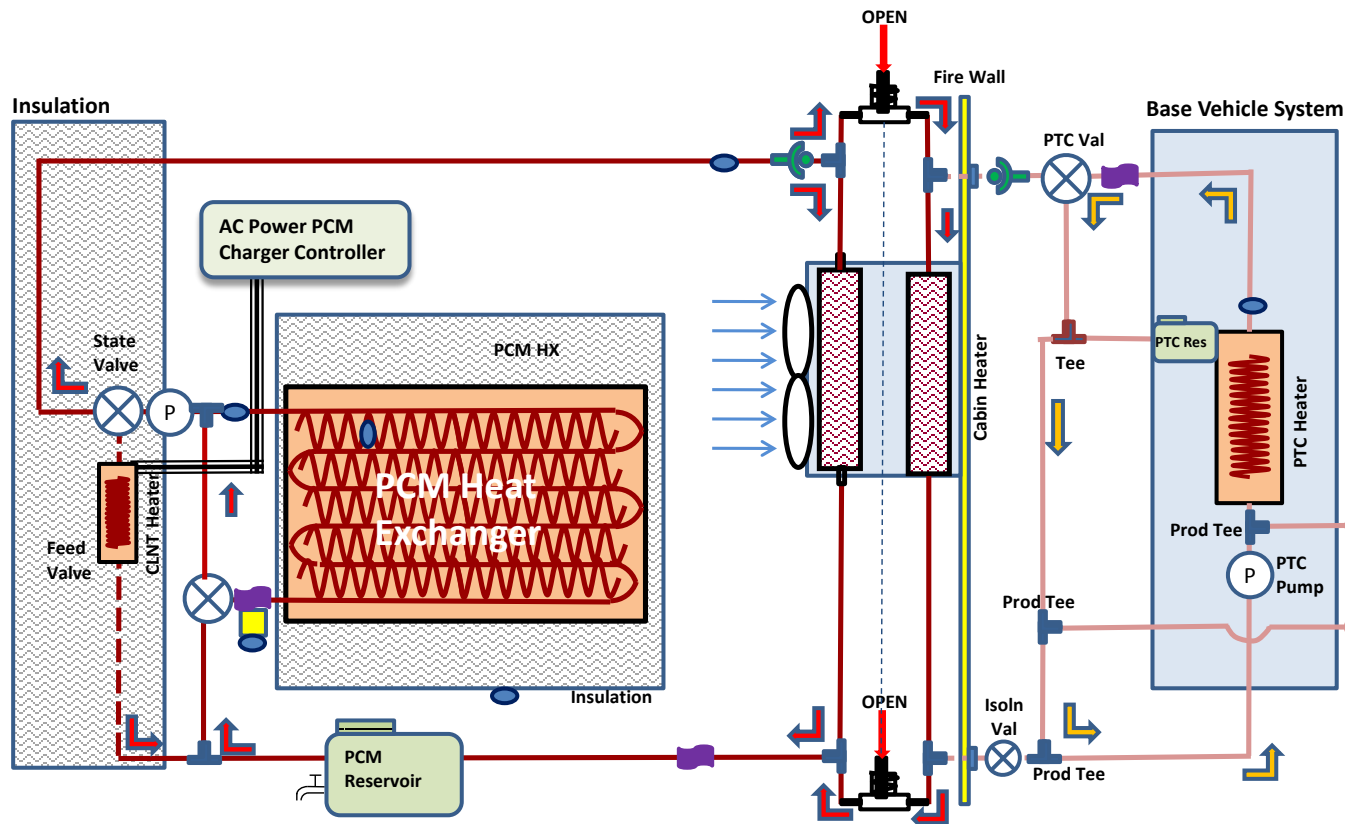 OPEN
Fire Wall
Insulation
Base Vehicle System
PTC Val
AC Power PCM
Charger Controller
PCM HX
State
Valve
P
PTC Res
Tee
Cabin Heater
PTC Heater
PCM Heat
Exchanger
CLNT Heater
Feed
Valve
Prod Tee
P
PTC
Pump
Prod Tee
Insulation
OPEN
Isoln
Val
PCM
Reservoir
Prod Tee